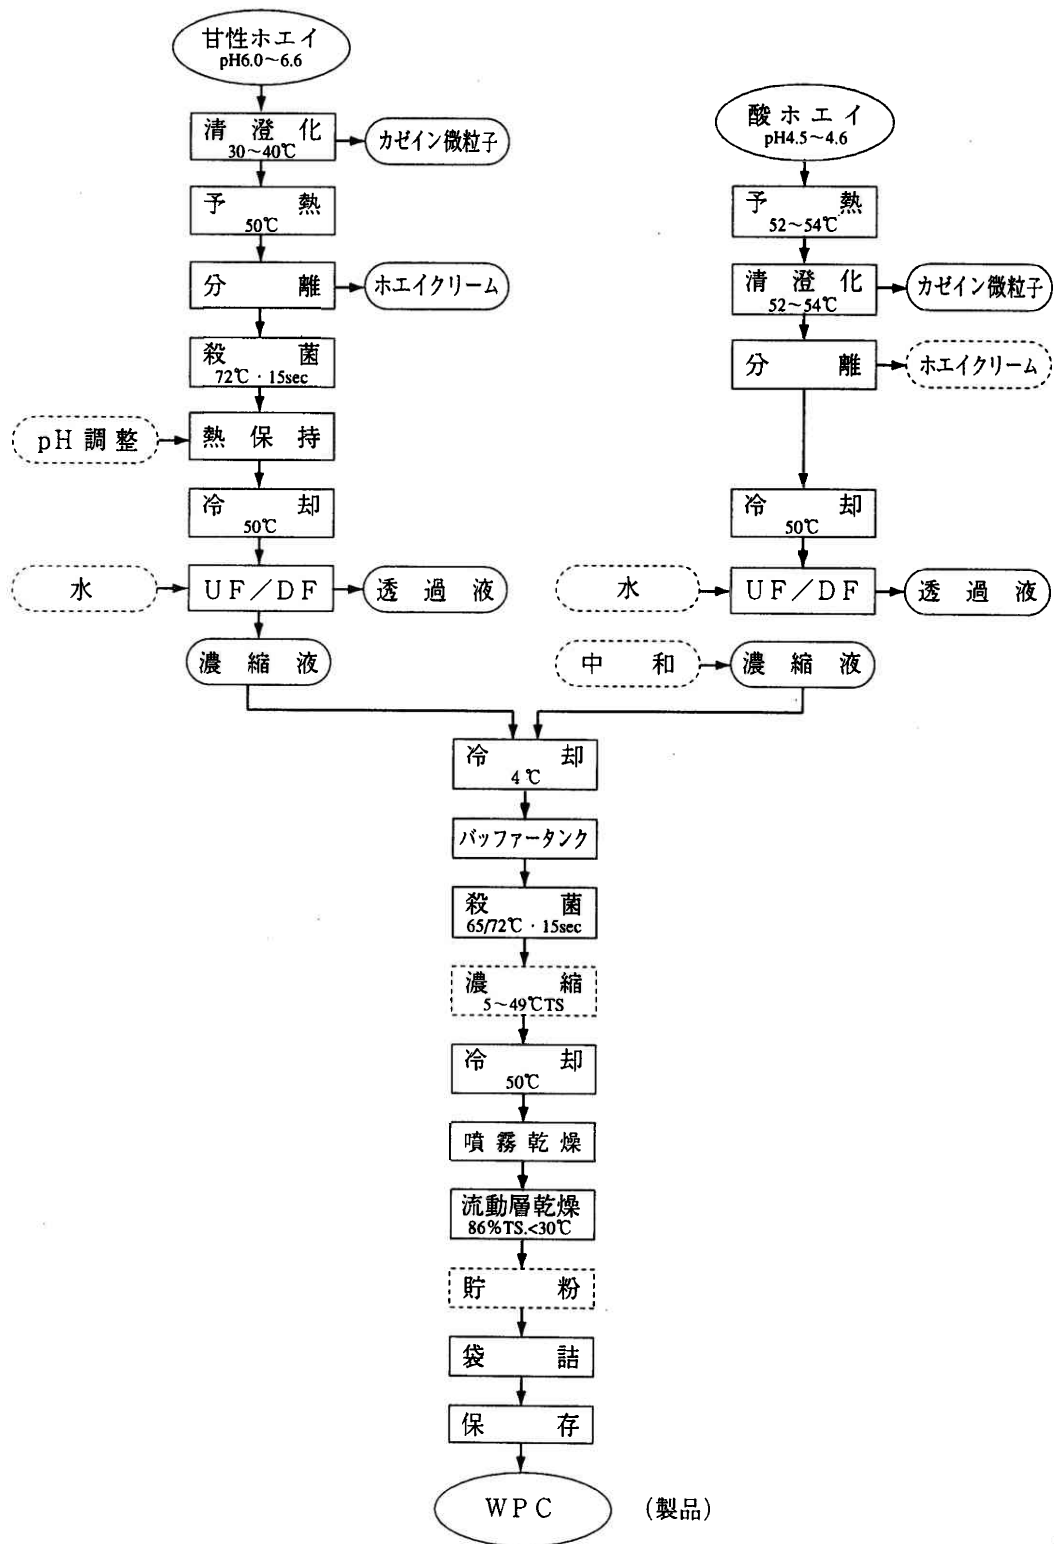 甘性ホエイ
pH6.0～6.6
清澄化
30～40℃
カゼイン微粒子
予熱
50℃
分離
ホエイクリーム
殺菌
72℃・15sec
pH調整
熱保持
冷却
50℃
水
UF／DF
透過液
濃縮液
酸ホエイ
pH4.5～4.6
予熱
52～54℃
清澄化
52～54℃
カゼイン微粒子
分離
ホエイクリーム
冷却
50℃
水
UF／DF
透過液
中和
濃縮液
冷却
4℃
バッファータンク
殺菌
65/72℃・15sec
濃縮
5～49℃TS
冷却
50℃
噴霧乾燥
流動層乾燥
86%TS.<30℃
貯粉
袋詰
保存
WPC
(製品)